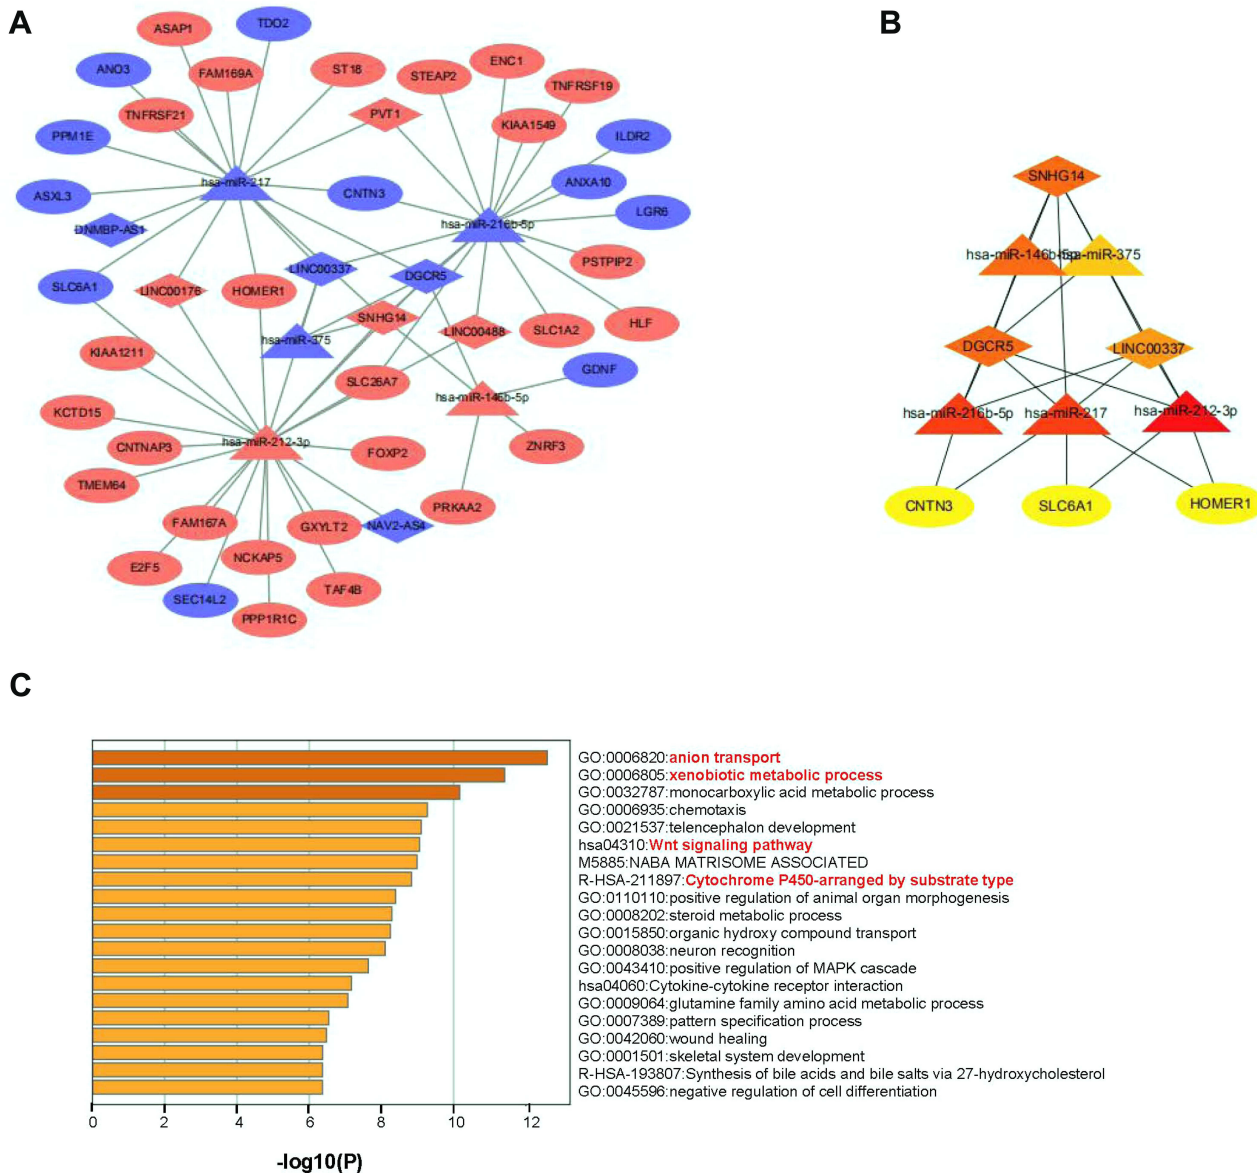 A
B
ASAP1
TDO2
ANO3
FAM169A
ST18
STEAP2
ENC1
TNFRSF19
TNFRSF21
PVT1
KIAA1549
PPM1E
ILDR2
hsa-miR-217
CNTN3
ANXA10
ASXL3
LGR6
DNMBP-AS1
hsa-miR-216b-5p
SLC6A1
LINC00176
HOMER1
LINC00337
DGCR5
PSTPIP2
SNHG14
LINC00488
SLC1A2
HLF
hsa-miR-375
KIAA1211
SLC26A7
GDNF
hsa-miR-146b-5p
KCTD15
CNTNAP3
hsa-miR-212-3p
FOXP2
ZNRF3
TMEM64
PRKAA2
FAM167A
GXYLT2
NAV2-AS4
E2F5
NCKAP5
TAF4B
SEC14L2
PPP1R1C
SNHG14
hsa-miR-146b-5p
hsa-miR-375
DGCR5
LINC00337
hsa-miR-216b-5p
hsa-miR-217
hsa-miR-212-3p
CNTN3
SLC6A1
HOMER1
C
GO:0006820:anion transport
GO:0006805:xenobiotic metabolic process
GO:0032787:monocarboxylic acid metabolic process
GO:0006935:chemotaxis
GO:0021537:telencephalon development
hsa04310:Wnt signaling pathway
M5885:NABA MATRISOME ASSOCIATED
R-HSA-211897:Cytochrome P450-arranged by substrate type
GO:0110110:positive regulation of animal organ morphogenesis
GO:0008202:steroid metabolic process
GO:0015850:organic hydroxy compound transport
GO:0008038:neuron recognition
GO:0043410:positive regulation of MAPK cascade
hsa04060:Cytokine-cytokine receptor interaction
GO:0009064:glutamine family amino acid metabolic process
GO:0007389:pattern specification process
GO:0042060:wound healing
GO:0001501:skeletal system development
R-HSA-193807:Synthesis of bile acids and bile salts via 27-hydroxycholesterol
GO:0045596:negative regulation of cell differentiation
0 2 4 6 8 10 12
-log10(P)